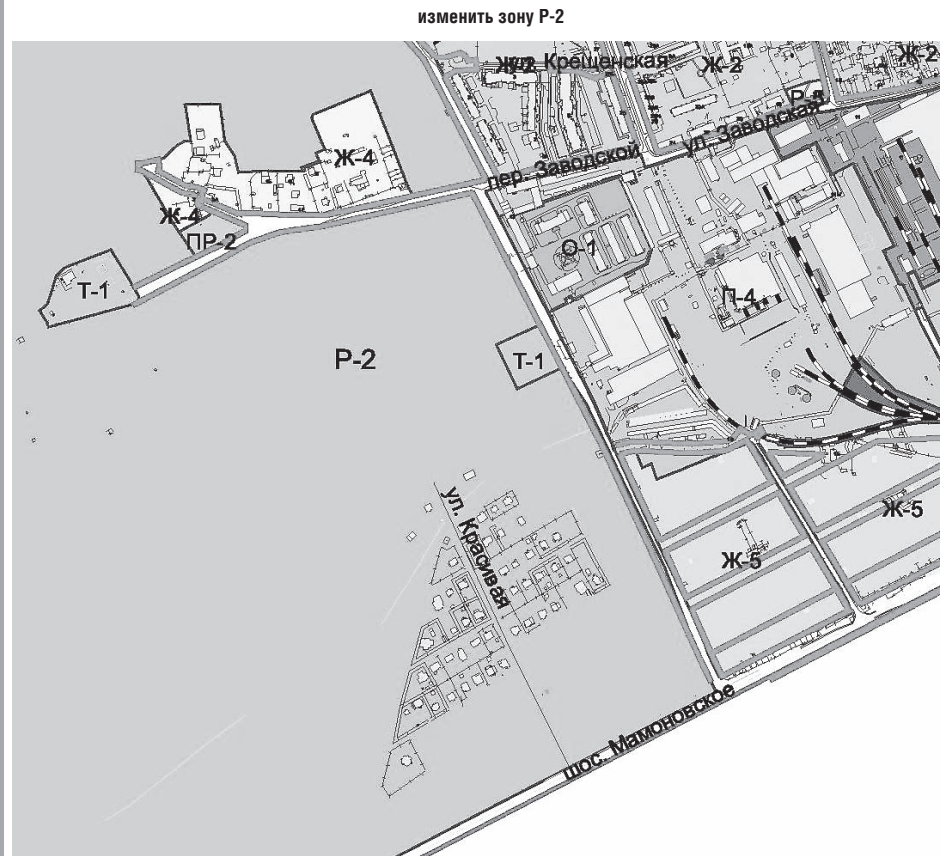 изменить зону Р-2
ул. Крещенская
Ж-2
Ж-2
ул. Заводская
пер. Заводской
Ж-4
Ж-4
ПР-2
Т-1
О-1
П-4
Р-2
Т-1
ул. Красивая
Ж-5
Ж-5
шос. Мамоновское